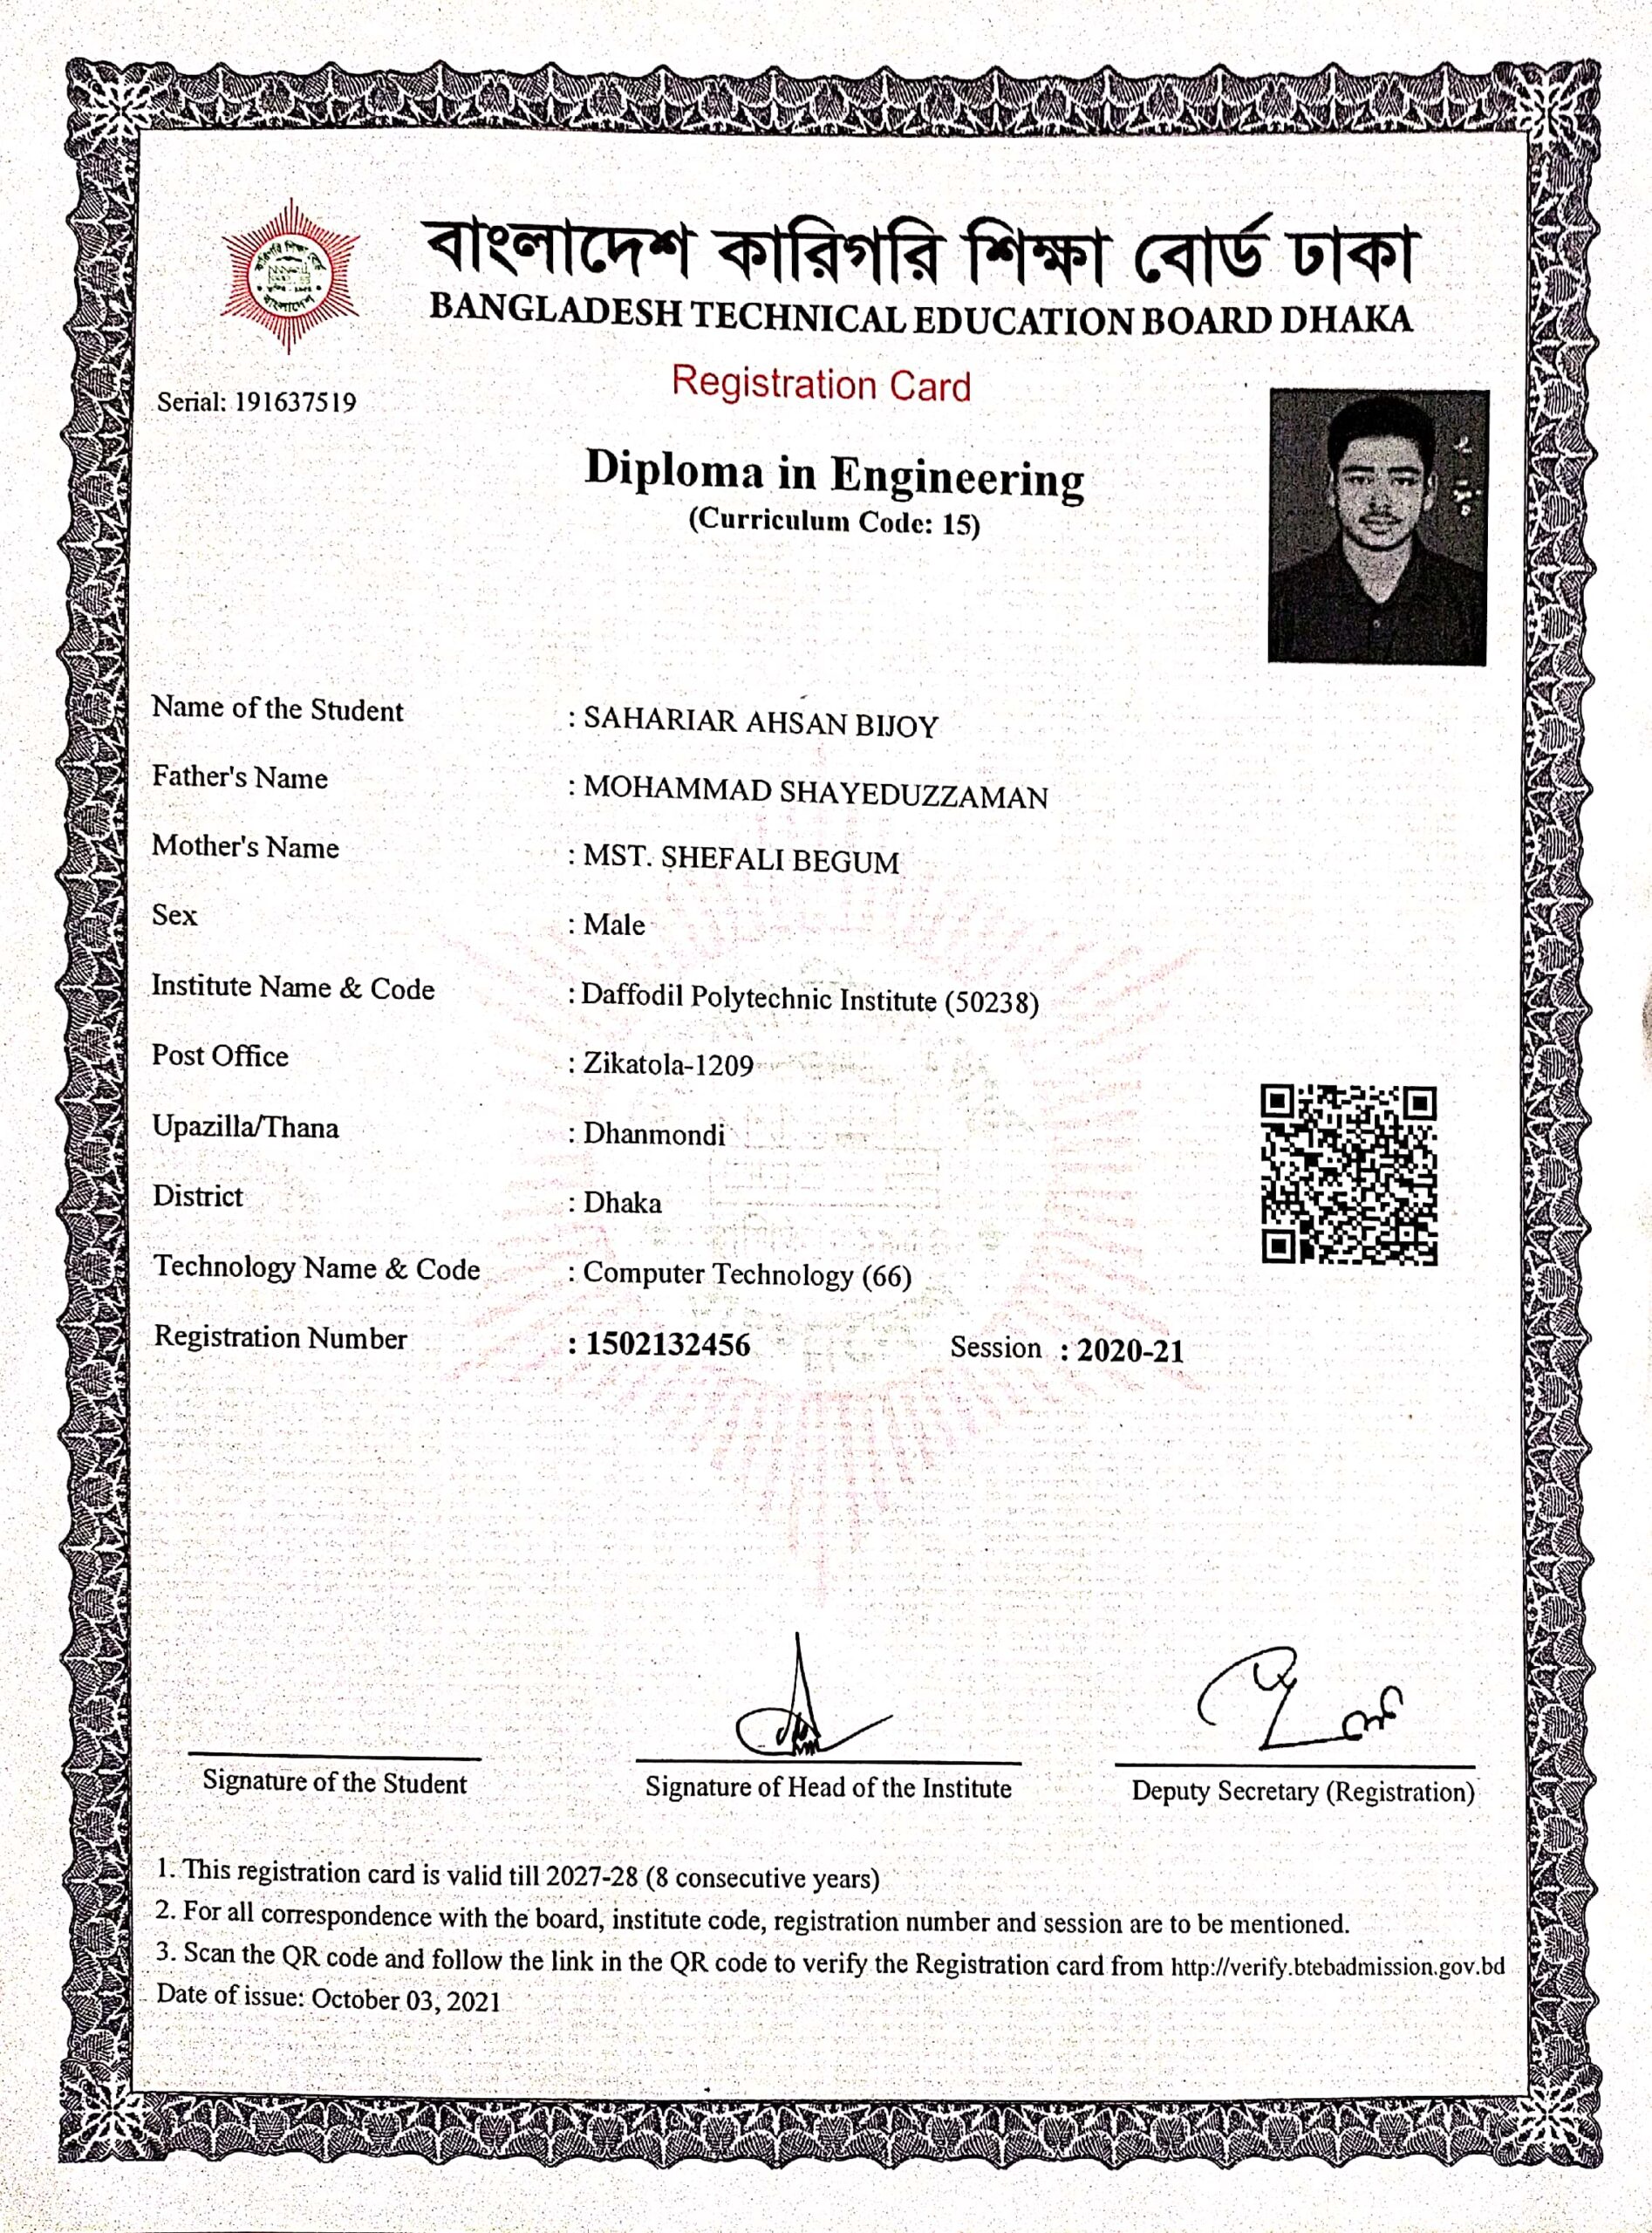 বাংলাদেশ কারিগরি শিক্ষা বোর্ড ঢাকা
BANGLADESH TECHNICAL EDUCATION BOARD DHAKA
Registration Card
Serial: 191637519
Diploma in Engineering
(Curriculum Code: 15)
Name of the Student : SAHARIAR AHSAN BIJOY
Father's Name : MOHAMMAD SHAYEDUZZAMAN
Mother's Name : MST. SHEFALI BEGUM
Sex : Male
Institute Name & Code : Daffodil Polytechnic Institute (50238)
Post Office : Zikatola-1209
Upazilla/Thana : Dhanmondi
District : Dhaka
Technology Name & Code : Computer Technology (66)
Registration Number : 1502132456 Session : 2020-21
Signature of the Student Signature of Head of the Institute Deputy Secretary (Registration)
1. This registration card is valid till 2027-28 (8 consecutive years)
2. For all correspondence with the board, institute code, registration number and session are to be mentioned.
3. Scan the QR code and follow the link in the QR code to verify the Registration card from http://verify.btebadmission.gov.bd
Date of issue: October 03, 2021